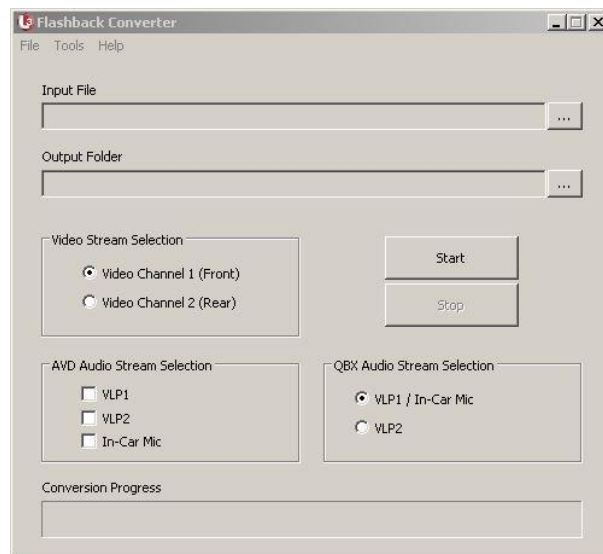 Flashback Converter
File Tools Help
Input File
...
Output Folder
...
Video Stream Selection
Video Channel 1 (Front)
Video Channel 2 (Rear)
Start
Stop
AVD Audio Stream Selection
VLP1
VLP2
In-Car Mic
QBX Audio Stream Selection
VLP1 / In-Car Mic
VLP2
Conversion Progress